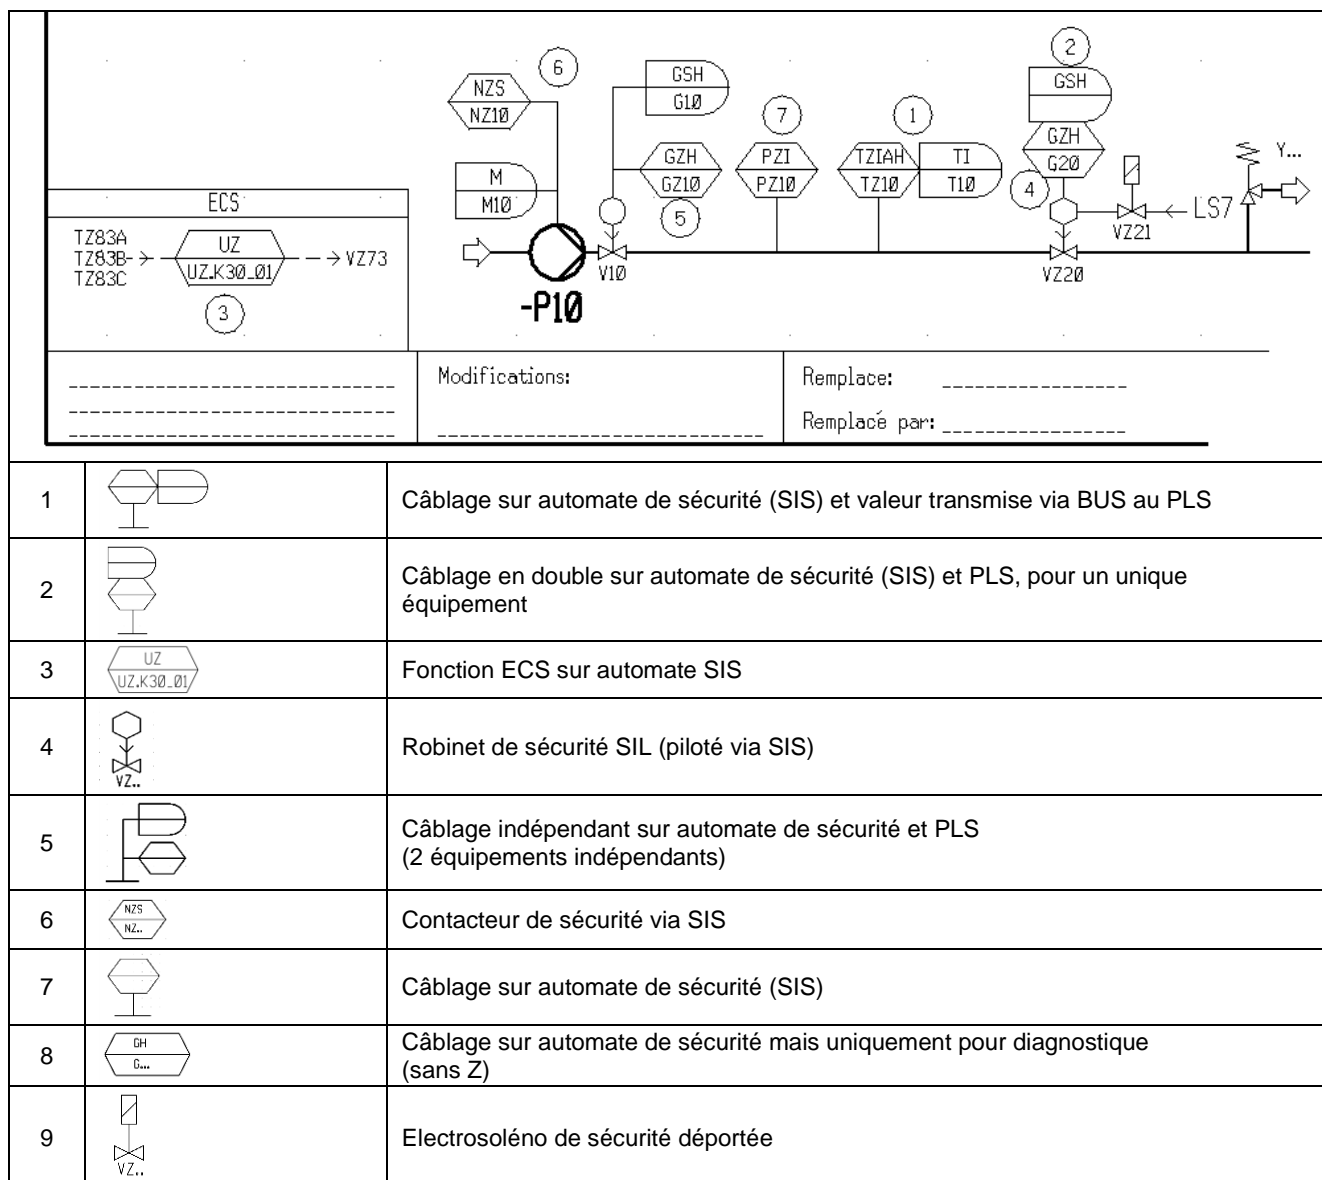 6
2
NZS
NZ10
GSH
G10
GSH
7
1
GZH
G20
M
M10
GZH
GZ10
PZI
PZ10
TZIAH
TZ10
TI
T10
4
Y...
5
LS7
VZ21
ECS
TZ83A
TZ83B
TZ83C
UZ
UZ.K30_01
VZ73
3
V10
VZ20
-P10
Modifications:
Remplace:
Remplacé par:
1
Câblage sur automate de sécurité (SIS) et valeur transmise via BUS au PLS
2
Câblage en double sur automate de sécurité (SIS) et PLS, pour un unique
équipement
3
UZ
UZ.K30_01
Fonction ECS sur automate SIS
4
VZ..
Robinet de sécurité SIL (piloté via SIS)
5
Câblage indépendant sur automate de sécurité et PLS
(2 équipements indépendants)
6
NZS
NZ..
Contacteur de sécurité via SIS
7
Câblage sur automate de sécurité (SIS)
8
GH
G...
Câblage sur automate de sécurité mais uniquement pour diagnostique
(sans Z)
9
VZ..
Electrosoléno de sécurité déportée